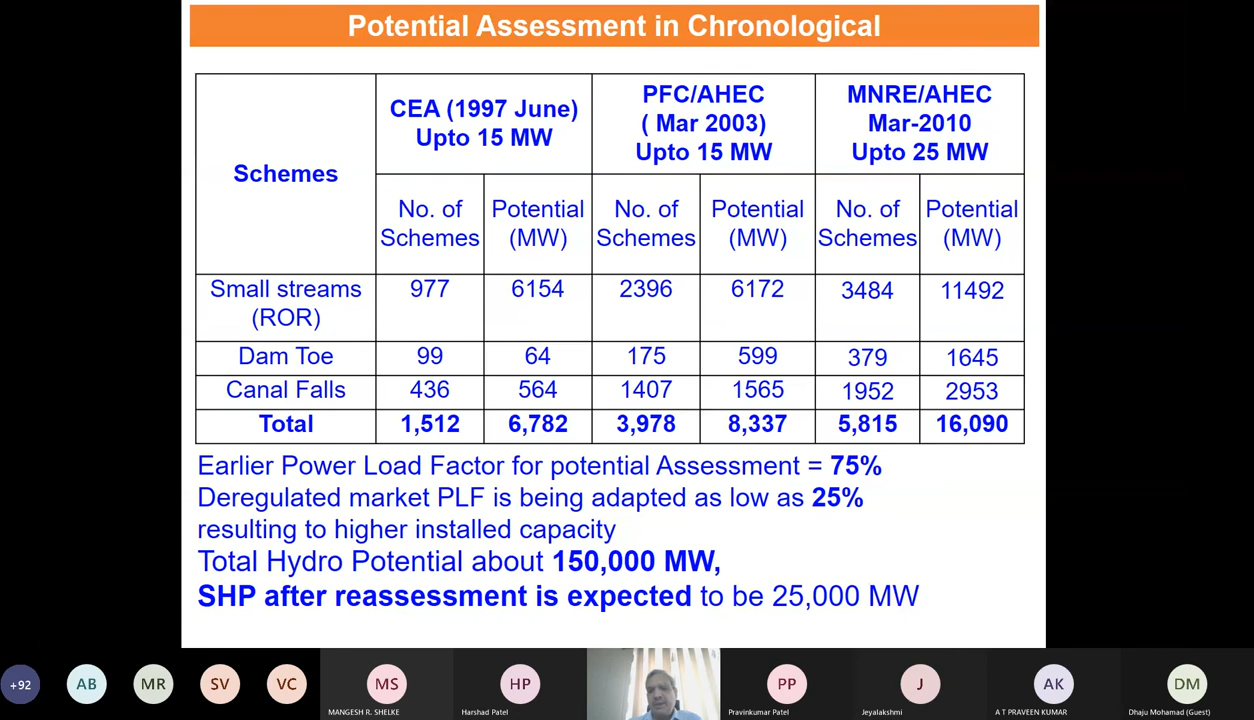 Potential Assessment in Chronological
Schemes
CEA (1997 June)
Upto 15 MW
PFC/AHEC
( Mar 2003)
Upto 15 MW
MNRE/AHEC
Mar-2010
Upto 25 MW
No. of
Schemes
Potential
(MW)
No. of
Schemes
Potential
(MW)
No. of
Schemes
Potential
(MW)
Small streams
(ROR)
977
6154
2396
6172
3484
11492
Dam Toe
99
64
175
599
379
1645
Canal Falls
436
564
1407
1565
1952
2953
Total
1,512
6,782
3,978
8,337
5,815
16,090
Earlier Power Load Factor for potential Assessment = 75%
Deregulated market PLF is being adapted as low as 25%
resulting to higher installed capacity
Total Hydro Potential about 150,000 MW,
SHP after reassessment is expected to be 25,000 MW
+92
AB
MR
SV
VC
MS
MANGESH R. SHELKE
HP
Harshad Patel
PP
Pravinkumar Patel
J
Jeyalakshmi
AK
A T PRAVEEN KUMAR
DM
Dhaju Mohamad (Guest)